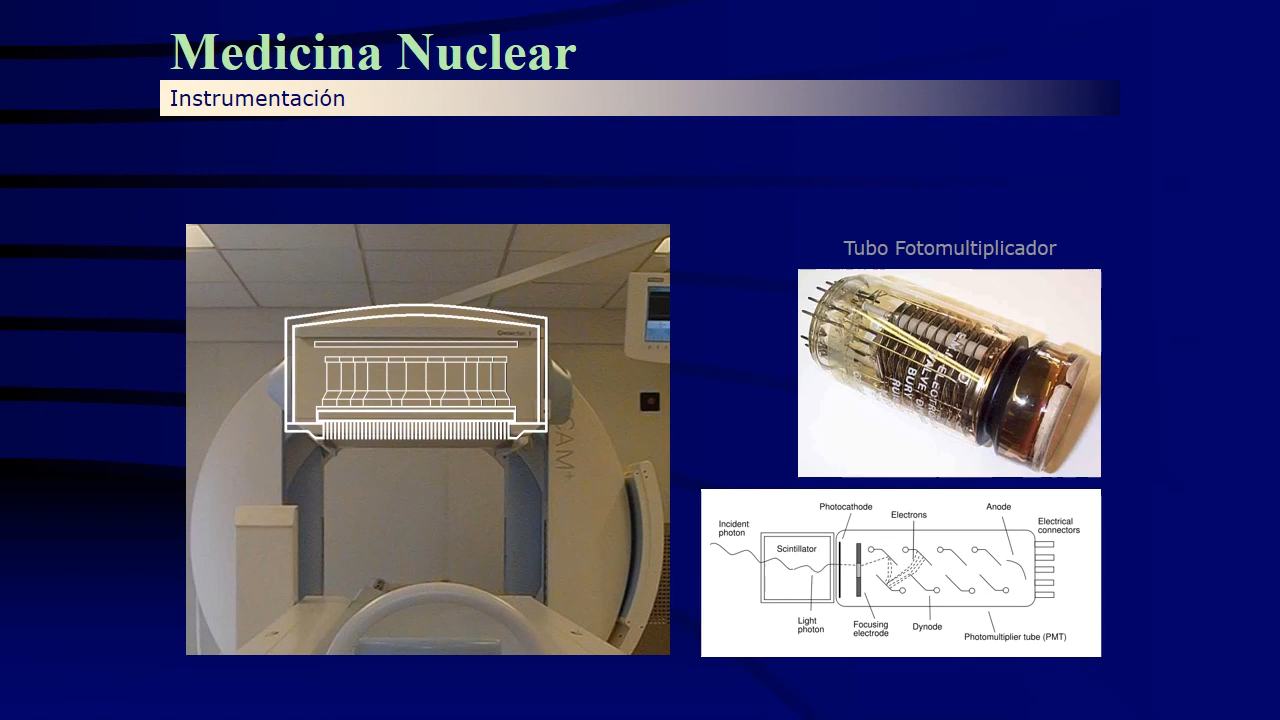 Medicina Nuclear
Instrumentación
Tubo Fotomultiplicador
CAM+
Photocathode
Electrons
Anode
Incident
photon
Electrical
connectors
Scintillator
Light
photon
Focusing
electrode
Dynode
Photomultiplier tube (PMT)